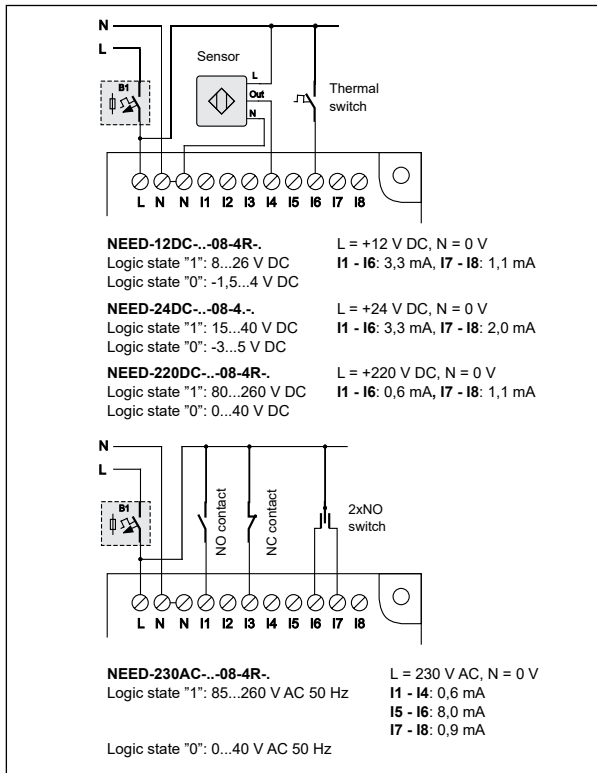 N
L
Sensor
B1
L
Out
N
Thermal
switch
L N N I1 I2 I3 I4 I5 I6 I7 I8
NEED-12DC-..-08-4R-. L = +12 V DC, N = 0 V
Logic state ”1”: 8...26 V DC I1 - I6: 3,3 mA, I7 - I8: 1,1 mA
Logic state ”0”: -1,5...4 V DC
NEED-24DC-..-08-4.-. L = +24 V DC, N = 0 V
Logic state ”1”: 15...40 V DC I1 - I6: 3,3 mA, I7 - I8: 2,0 mA
Logic state ”0”: -3...5 V DC
NEED-220DC-..-08-4R-. L = +220 V DC, N = 0 V
Logic state ”1”: 80...260 V DC I1 - I6: 0,6 mA, I7 - I8: 1,1 mA
Logic state ”0”: 0...40 V DC
N
L
B1
NO contact
NC contact
2xNO
switch
L N N I1 I2 I3 I4 I5 I6 I7 I8
NEED-230AC-..-08-4R-. L = 230 V AC, N = 0 V
Logic state ”1”: 85...260 V AC 50 Hz I1 - I4: 0,6 mA
I5 - I6: 8,0 mA
I7 - I8: 0,9 mA
Logic state ”0”: 0...40 V AC 50 Hz